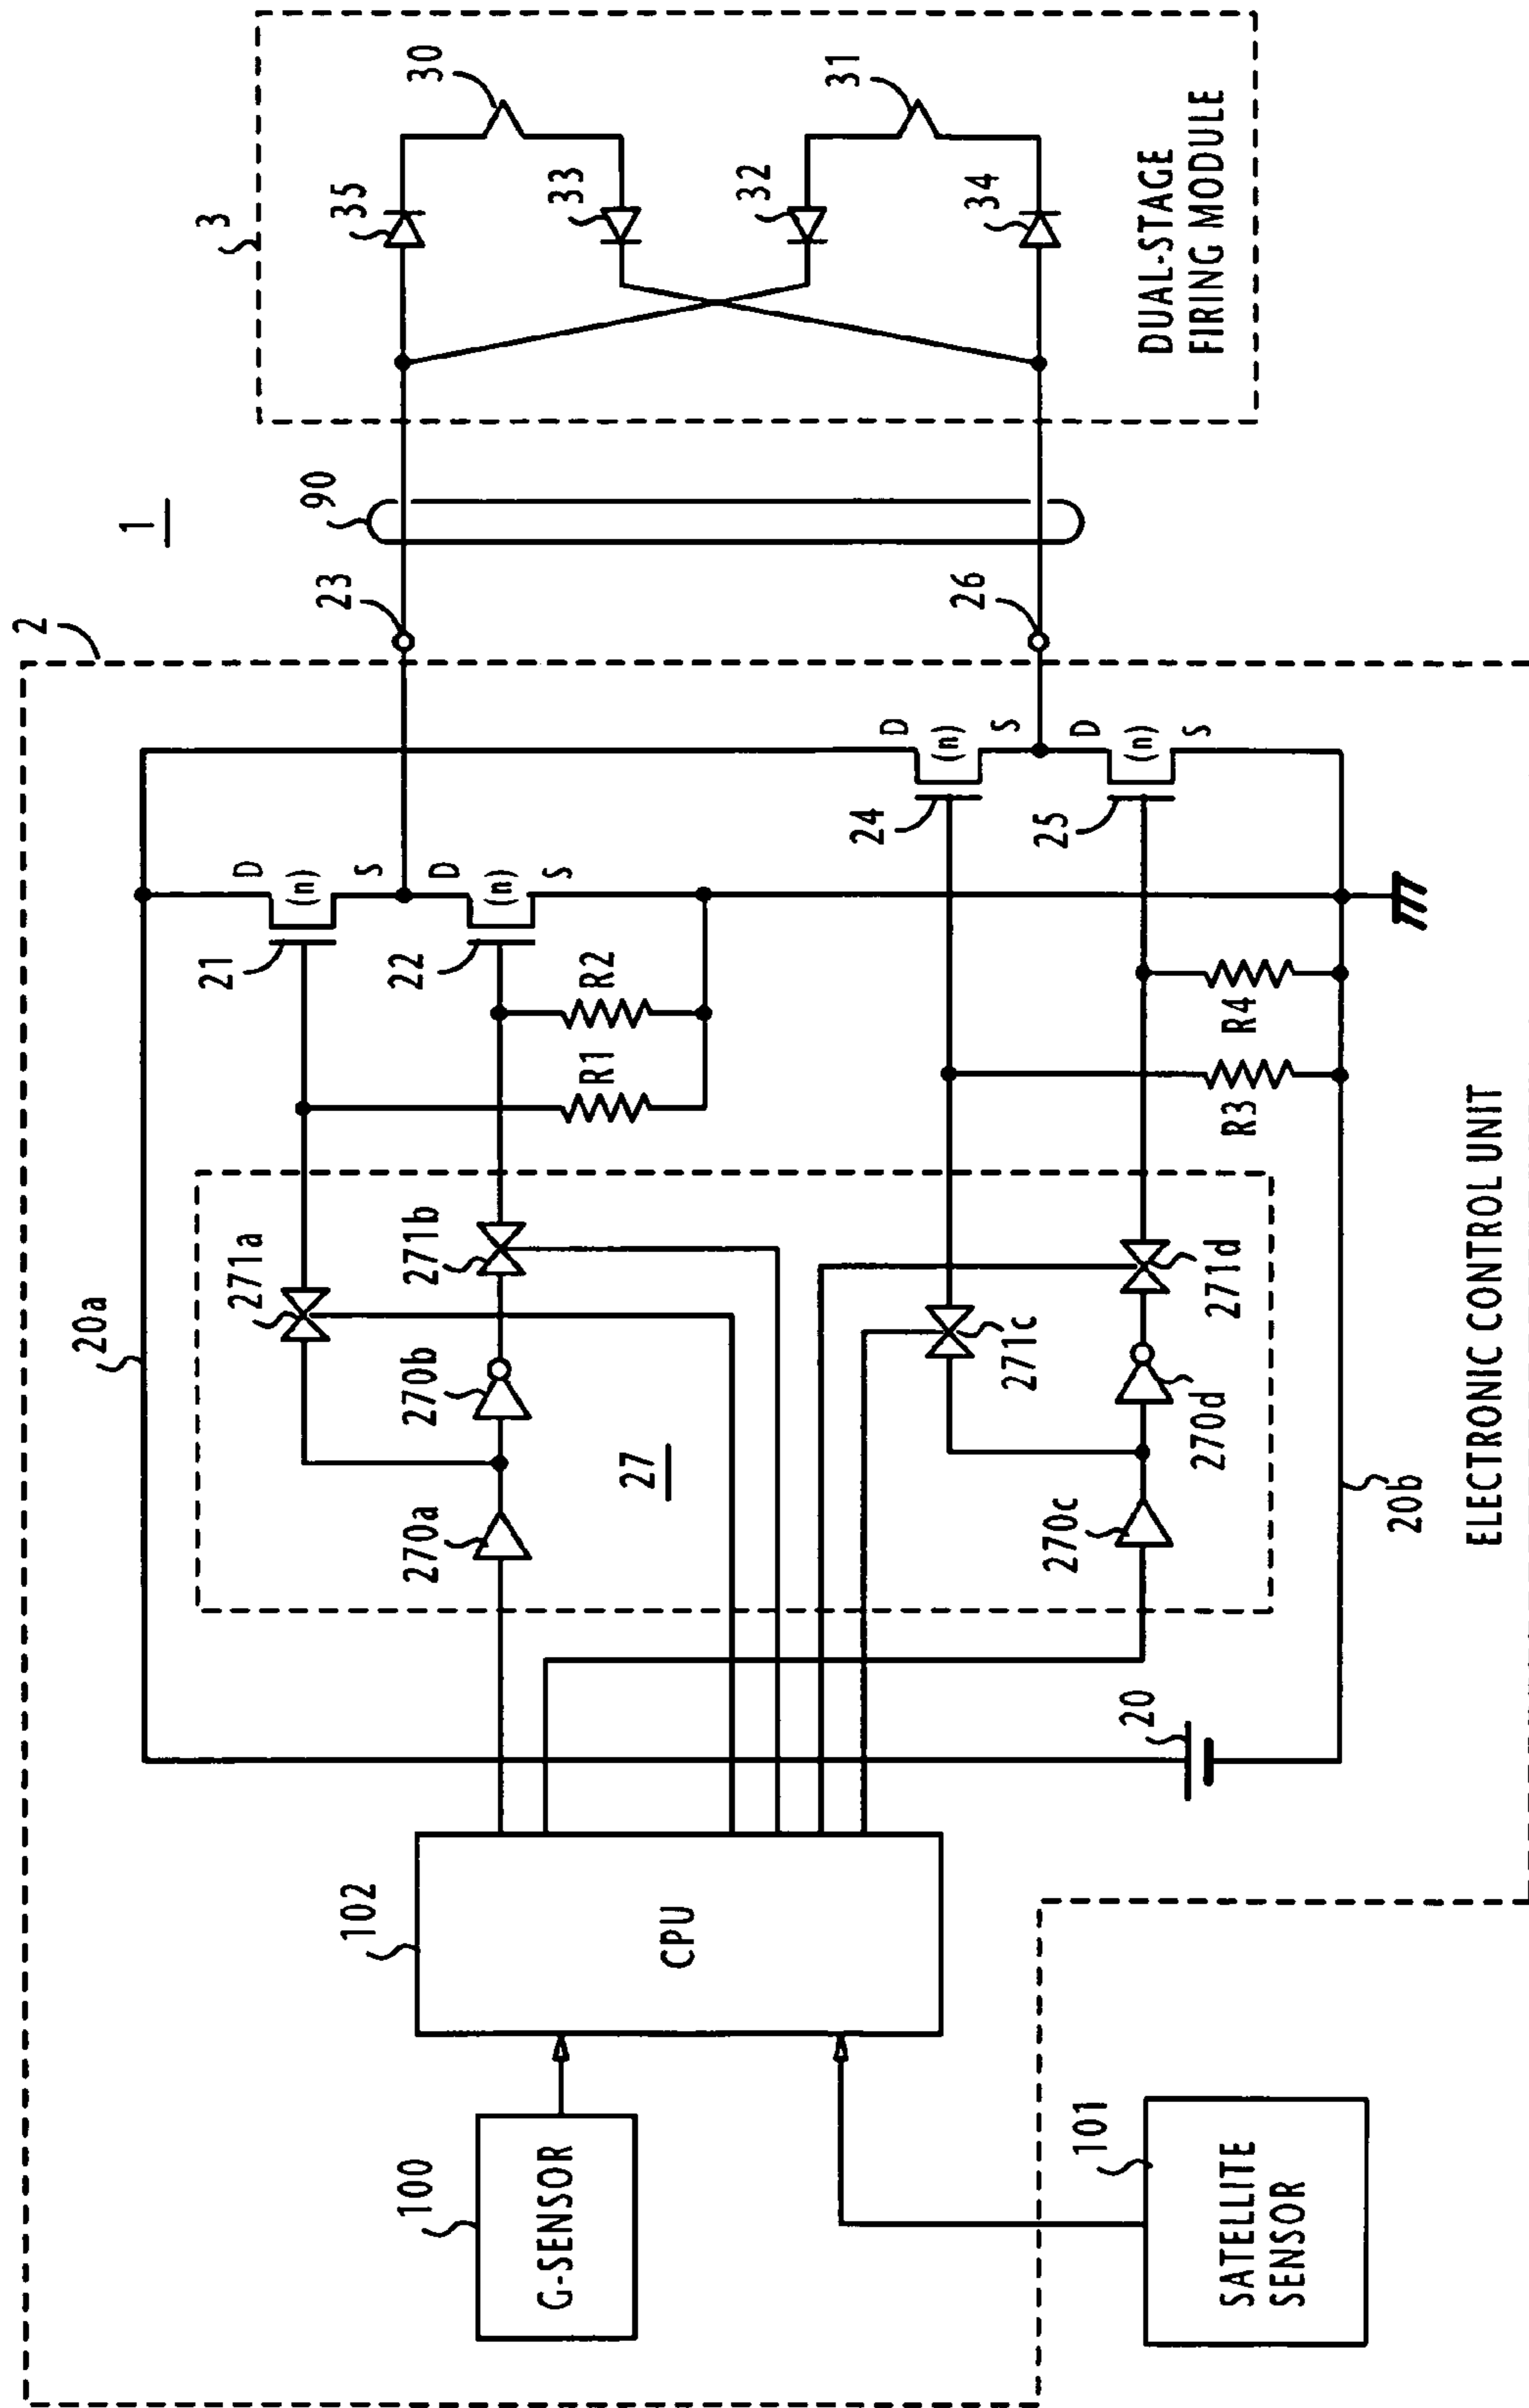 1
2
3
20a
21
D
(n)
S
22
D
(n)
S
23
90
35
30
33
32
31
34
DUAL-STAGE
FIRING MODULE
271a
271b
270a
270b
27
R1
R2
24
D
(n)
S
25
D
(n)
S
26
271c
271d
270c
270d
R3
R4
20
20b
102
CPU
100
G-SENSOR
101
SATELLITE
SENSOR
ELECTRONIC CONTROL UNIT